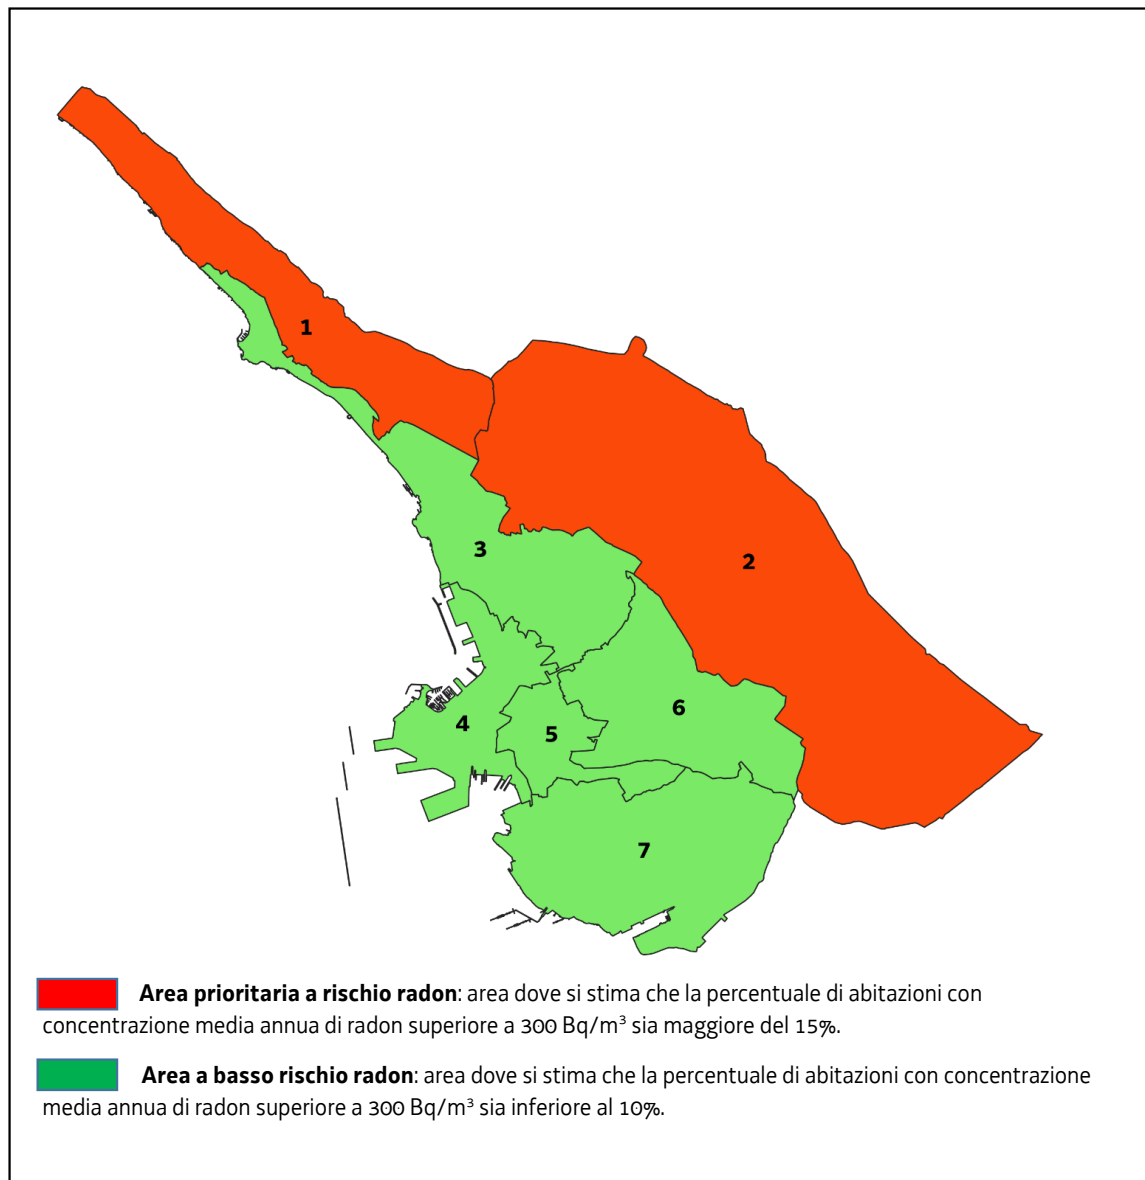 1
2
3
4
5
6
7
Area prioritaria a rischio radon: area dove si stima che la percentuale di abitazioni con
concentrazione media annua di radon superiore a 300 Bq/m³ sia maggiore del 15%.
Area a basso rischio radon: area dove si stima che la percentuale di abitazioni con concentrazione
media annua di radon superiore a 300 Bq/m³ sia inferiore al 10%.